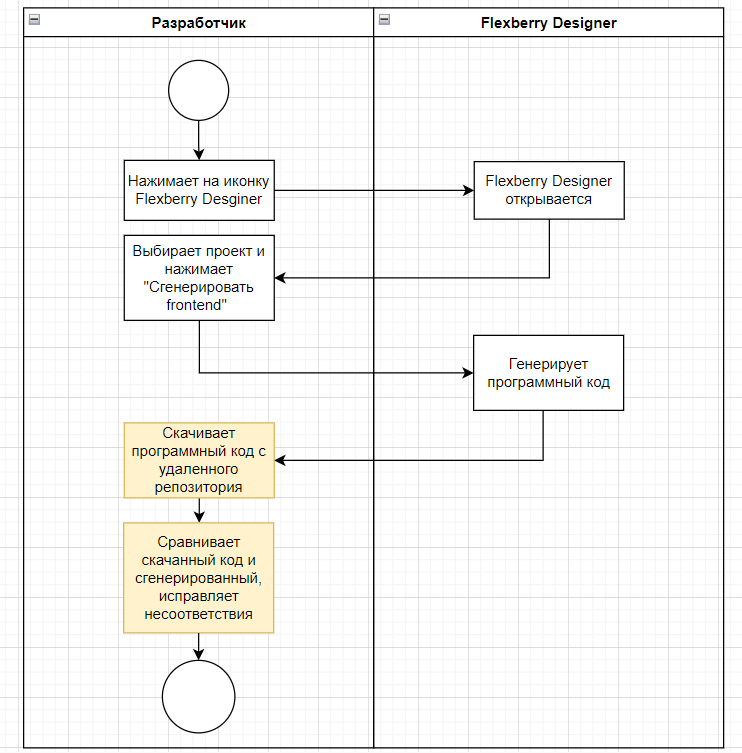 Разработчик
Flexberry Designer
Нажимает на иконку
Flexberry Desginer
Flexberry Designer
открывается
Выбирает проект и
нажимает
"Сгенерировать
frontend"
Генерирует
программный код
Скачивает
программный код с
удаленного
репозитория
Сравнивает
скачанный код и
сгенерированный,
исправляет
несоответствия